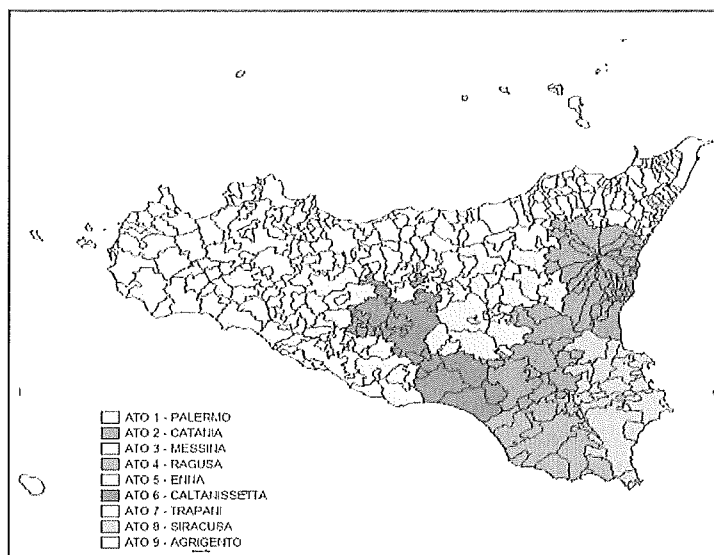 ATO 1 - PALERMO
ATO 2 - CATANIA
ATO 3 - MESSINA
ATO 4 - RAGUSA
ATO 5 - ENNA
ATO 6 - CALTANISSETTA
ATO 7 - TRAPANI
ATO 8 - SIRACUSA
ATO 9 - AGRIGENTO